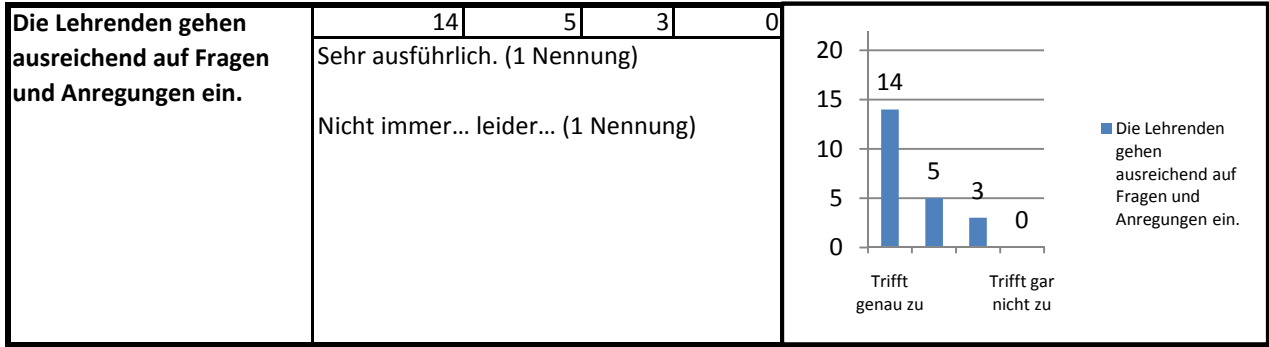 Die Lehrenden gehen
ausreichend auf Fragen
und Anregungen ein.
14 5 3 0
Sehr ausführlich. (1 Nennung)
Nicht immer… leider… (1 Nennung)
20
15
10
5
0
14
5
3
0
Trifft
genau zu
Trifft gar
nicht zu
Die Lehrenden
gehen
ausreichend auf
Fragen und
Anregungen ein.